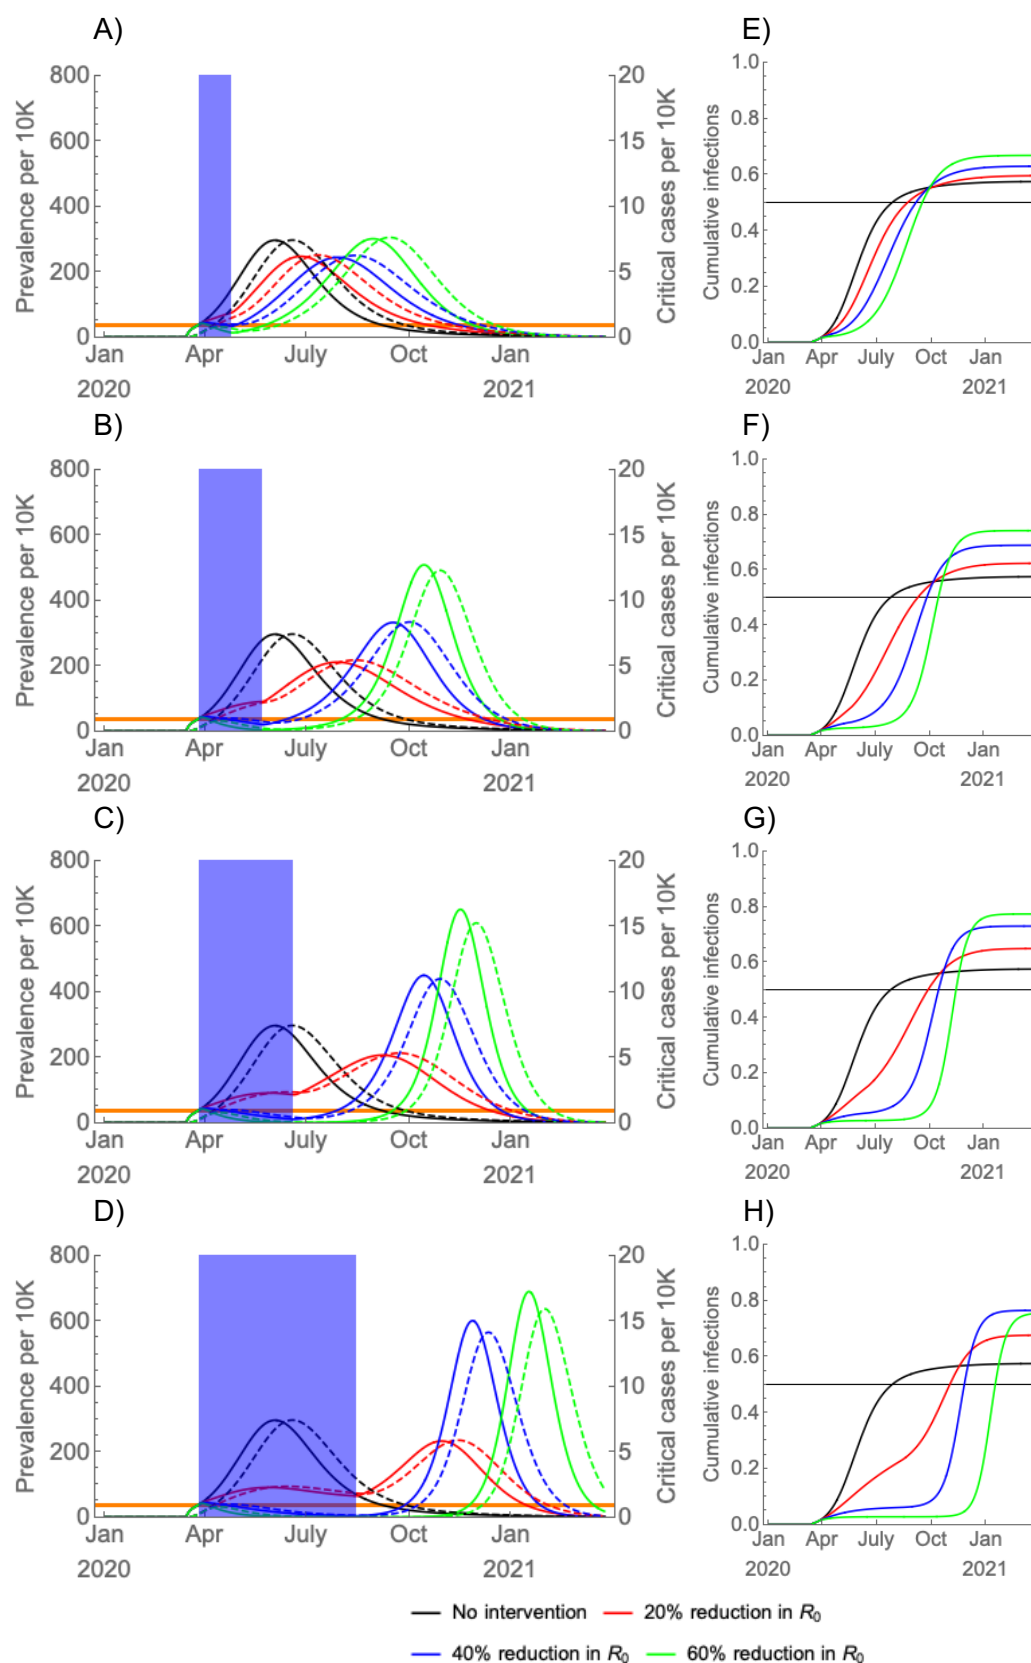 A)
E)
800
600
400
200
0
Prevalence per 10K
20
15
10
5
0
Critical cases per 10K
Jan
Apr
July
Oct
Jan
2020
2021
1.0
0.8
0.6
0.4
0.2
0.0
Cumulative infections
Jan
Apr
July
Oct
Jan
2020
2021
B)
F)
800
600
400
200
0
Prevalence per 10K
20
15
10
5
0
Critical cases per 10K
Jan
Apr
July
Oct
Jan
2020
2021
1.0
0.8
0.6
0.4
0.2
0.0
Cumulative infections
Jan
Apr
July
Oct
Jan
2020
2021
C)
G)
800
600
400
200
0
Prevalence per 10K
20
15
10
5
0
Critical cases per 10K
Jan
Apr
July
Oct
Jan
2020
2021
1.0
0.8
0.6
0.4
0.2
0.0
Cumulative infections
Jan
Apr
July
Oct
Jan
2020
2021
D)
H)
800
600
400
200
0
Prevalence per 10K
20
15
10
5
0
Critical cases per 10K
Jan
Apr
July
Oct
Jan
2020
2021
1.0
0.8
0.6
0.4
0.2
0.0
Cumulative infections
Jan
Apr
July
Oct
Jan
2020
2021
No intervention
20% reduction in R₀
40% reduction in R₀
60% reduction in R₀